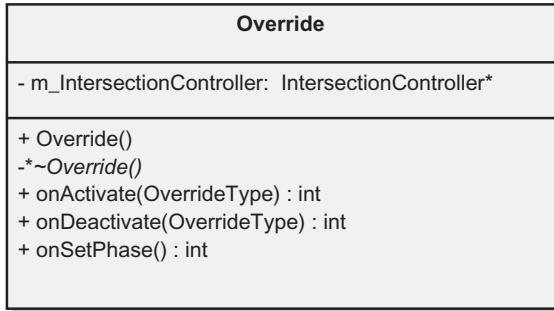 Override
- m_IntersectionController: IntersectionController*
+ Override()
-*~Override()
+ onActivate(OverrideType) : int
+ onDeactivate(OverrideType) : int
+ onSetPhase() : int